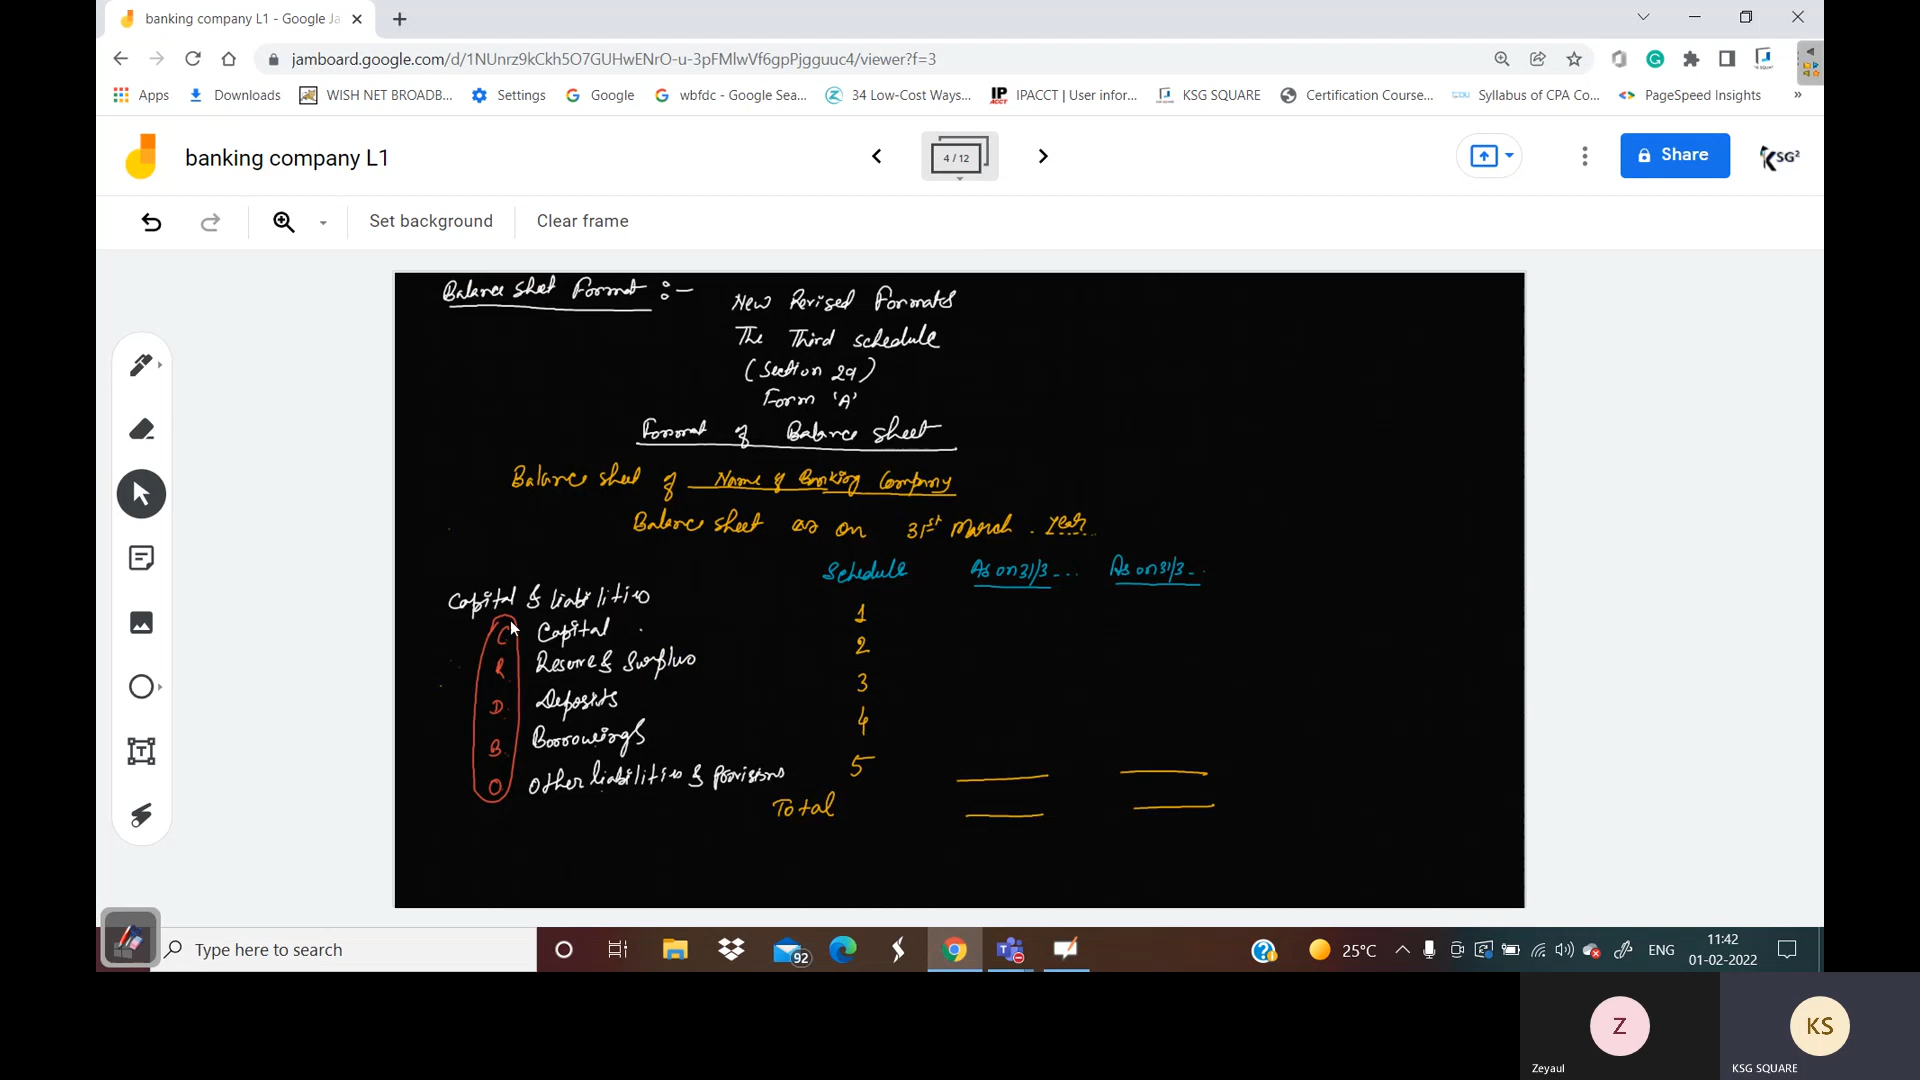 banking company L1 - Google Ja
jamboard.google.com/d/1NUnrz9kCkh5O7GUHwENrO-u-3pFMlwVf6gpPjgguuc4/viewer?f=3
Apps Downloads WISH NET BROADB... Settings Google wbfdc - Google Sea... 34 Low-Cost Ways... IPACCT | User infor... KSG SQUARE Certification Course... Syllabus of CPA Co... PageSpeed Insights »
banking company L1
4 / 12
Share
KSG²
Set background Clear frame
Balance Sheet Format :-
New Revised Formats
The Third schedule
(Section 29)
Form 'A'
Format of Balance sheet
Balance sheet of Name of Banking Company
Balance sheet as on 31st March . Year
Schedule As on 31/3 ... As on 31/3 -.
Capital & liabilities
C Capital 1
R Reserve & Surplus 2
D Deposits 3
B Borrowings 4
O Other liabilities & provisions 5
Total
Type here to search
92
25°C
ENG
11:42
01-02-2022
Z
Zeyaul
KS
KSG SQUARE